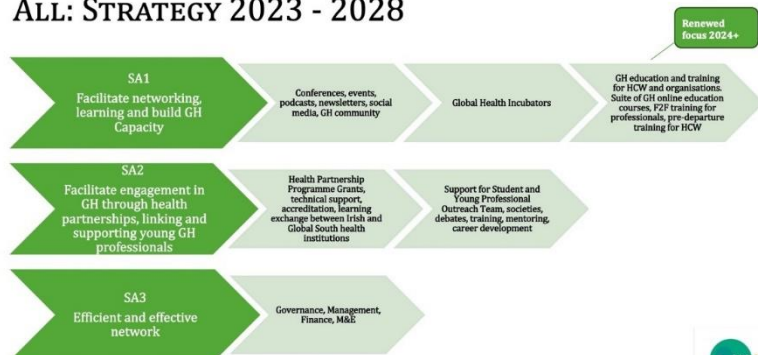 ALL: STRATEGY 2023 - 2028
Renewed
focus 2024+
SA1
Facilitate networking,
learning and build GH
Capacity
Conferences, events,
podcasts, newsletters, social
media, GH community
Global Health Incubators
GH education and training
for HCW and organisations.
Suite of GH online education
courses, F2F training for
professionals, pre-departure
training for HCW
SA2
Facilitate engagement in
GH through health
partnerships, linking and
supporting young GH
professionals
Health Partnership
Programme Grants,
technical support,
accreditation, learning
exchange between Irish and
Global South health
institutions
Support for Student and
Young Professional
Outreach Team, societies,
debates, training, mentoring,
career development
SA3
Efficient and effective
network
Governance, Management,
Finance, M&E